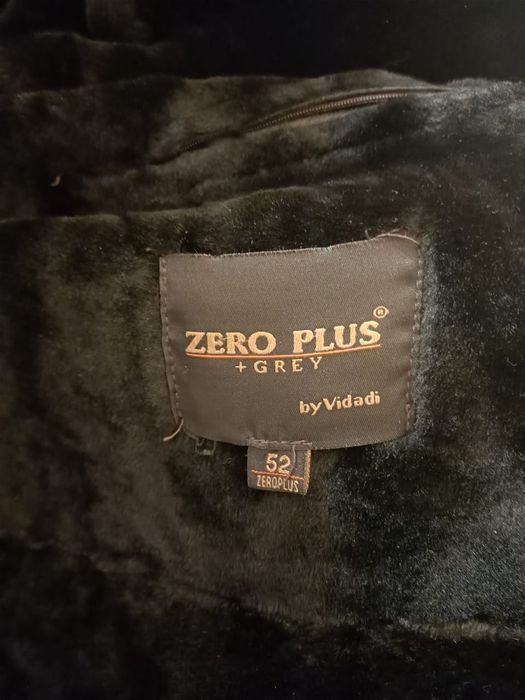 ZERO PLUS®
+GREY
by Vidadi
52
ZEROPLUS